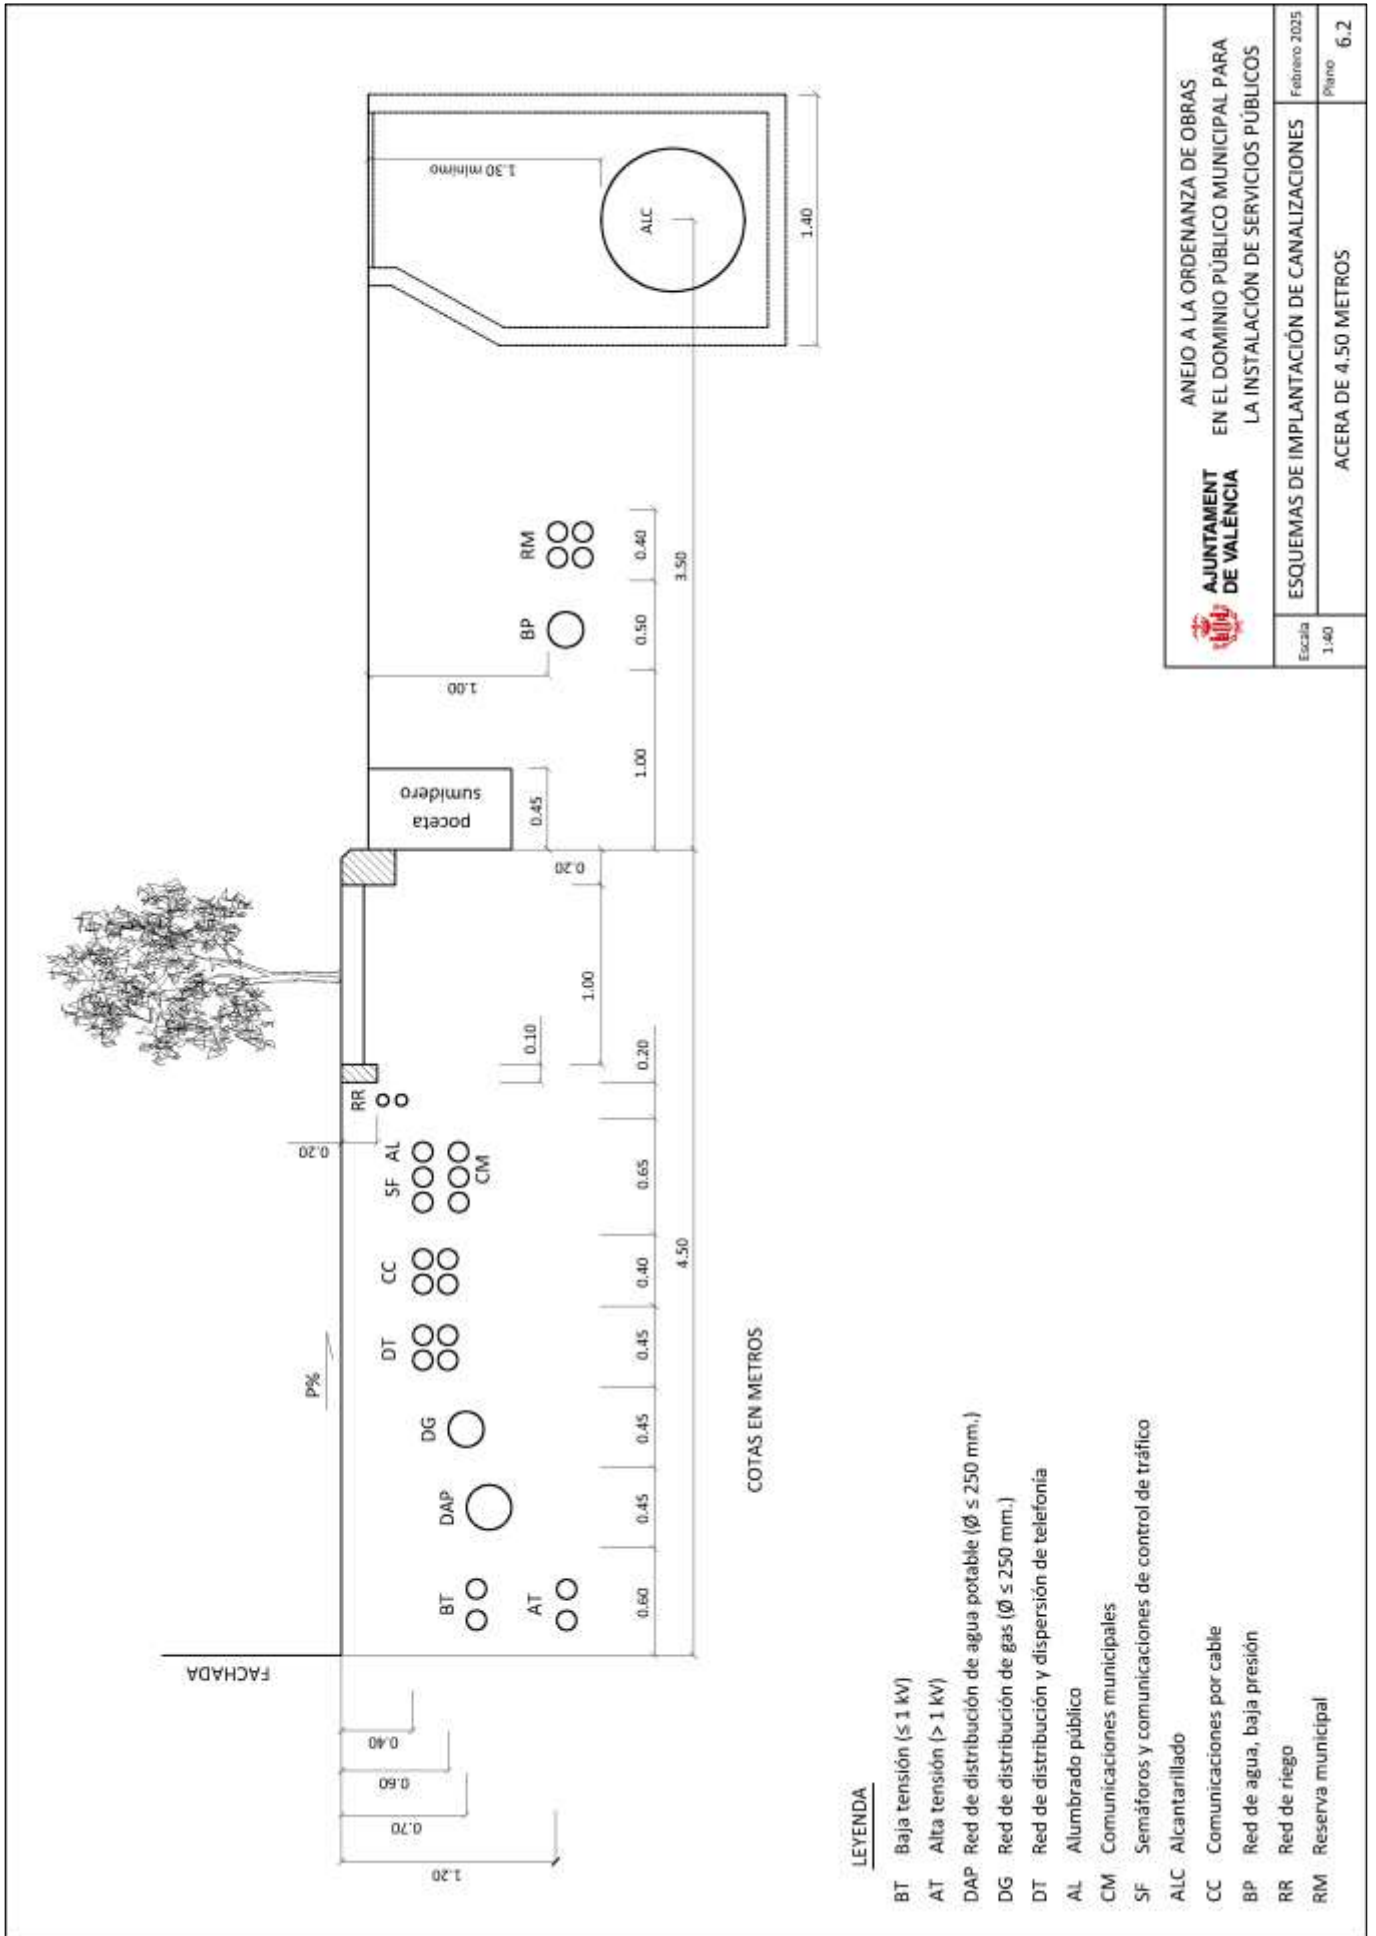 FACHADA
P%
0.40
0.60
0.70
1.20
0.20
BT
AT
DAP
DG
DT
CC
SF
AL
CM
RR
poceta
sumidero
BP
RM
ALC
1.00
1.30 mínimo
0.10
1.00
0.20
0.45
0.60
0.45
0.45
0.45
0.40
0.65
0.20
1.00
0.50
0.40
4.50
3.50
1.40
COTAS EN METROS
LEYENDA
BT Baja tensión (≤ 1 kV)
AT Alta tensión (> 1 kV)
DAP Red de distribución de agua potable (Ø ≤ 250 mm.)
DG Red de distribución de gas (Ø ≤ 250 mm.)
DT Red de distribución y dispersión de telefonía
AL Alumbrado público
CM Comunicaciones municipales
SF Semáforos y comunicaciones de control de tráfico
ALC Alcantarillado
CC Comunicaciones por cable
BP Red de agua, baja presión
RR Red de riego
RM Reserva municipal
AJUNTAMENT
DE VALÈNCIA
ANEJO A LA ORDENANZA DE OBRAS
EN EL DOMINIO PÚBLICO MUNICIPAL PARA
LA INSTALACIÓN DE SERVICIOS PÚBLICOS
Escala
1:40
ESQUEMAS DE IMPLANTACIÓN DE CANALIZACIONES
ACERA DE 4.50 METROS
Febrero 2025
Plano
6.2